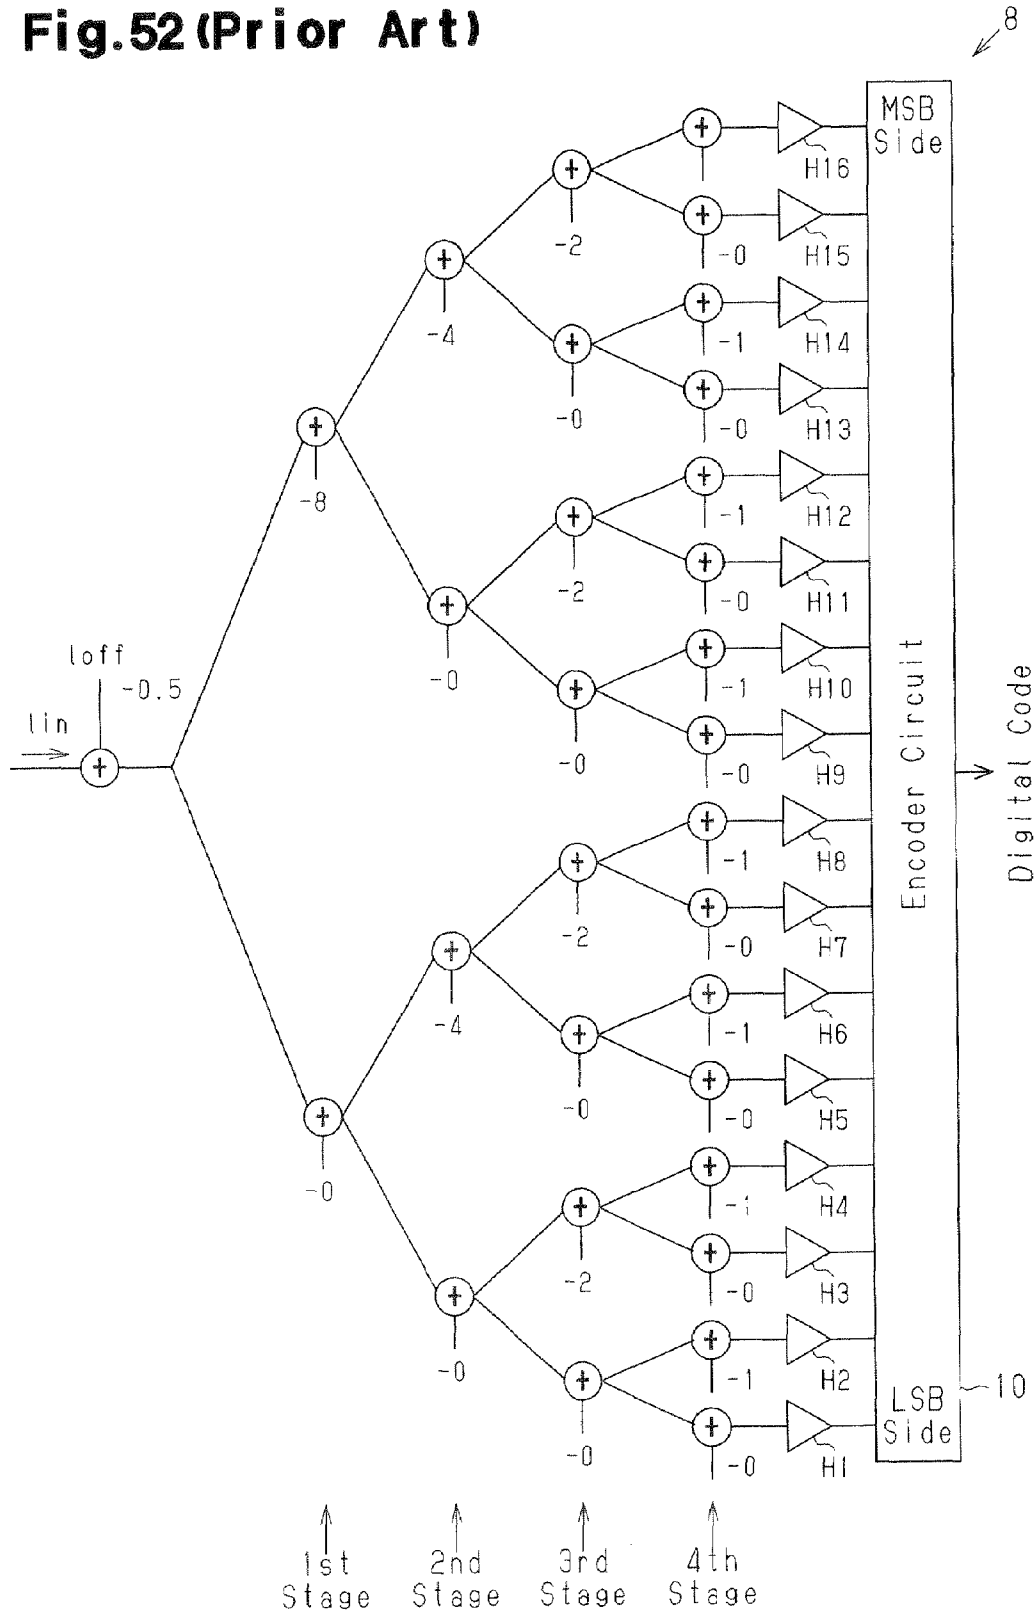 Fig.52 (Prior Art)
8
MSB
Side
H16
-2
-0
H15
-4
-1
H14
-0
-0
H13
-8
-1
H12
-2
-0
H11
Ioff
-0.5
Iin
-0
-1
H10
-0
-0
H9
Encoder Circuit
Digital Code
-1
H8
-2
-0
H7
-4
-1
H6
-0
-0
H5
-0
-1
H4
-2
-0
H3
-0
-1
H2
10
LSB
Side
-0
-0
H1
1st
Stage
2nd
Stage
3rd
Stage
4th
Stage